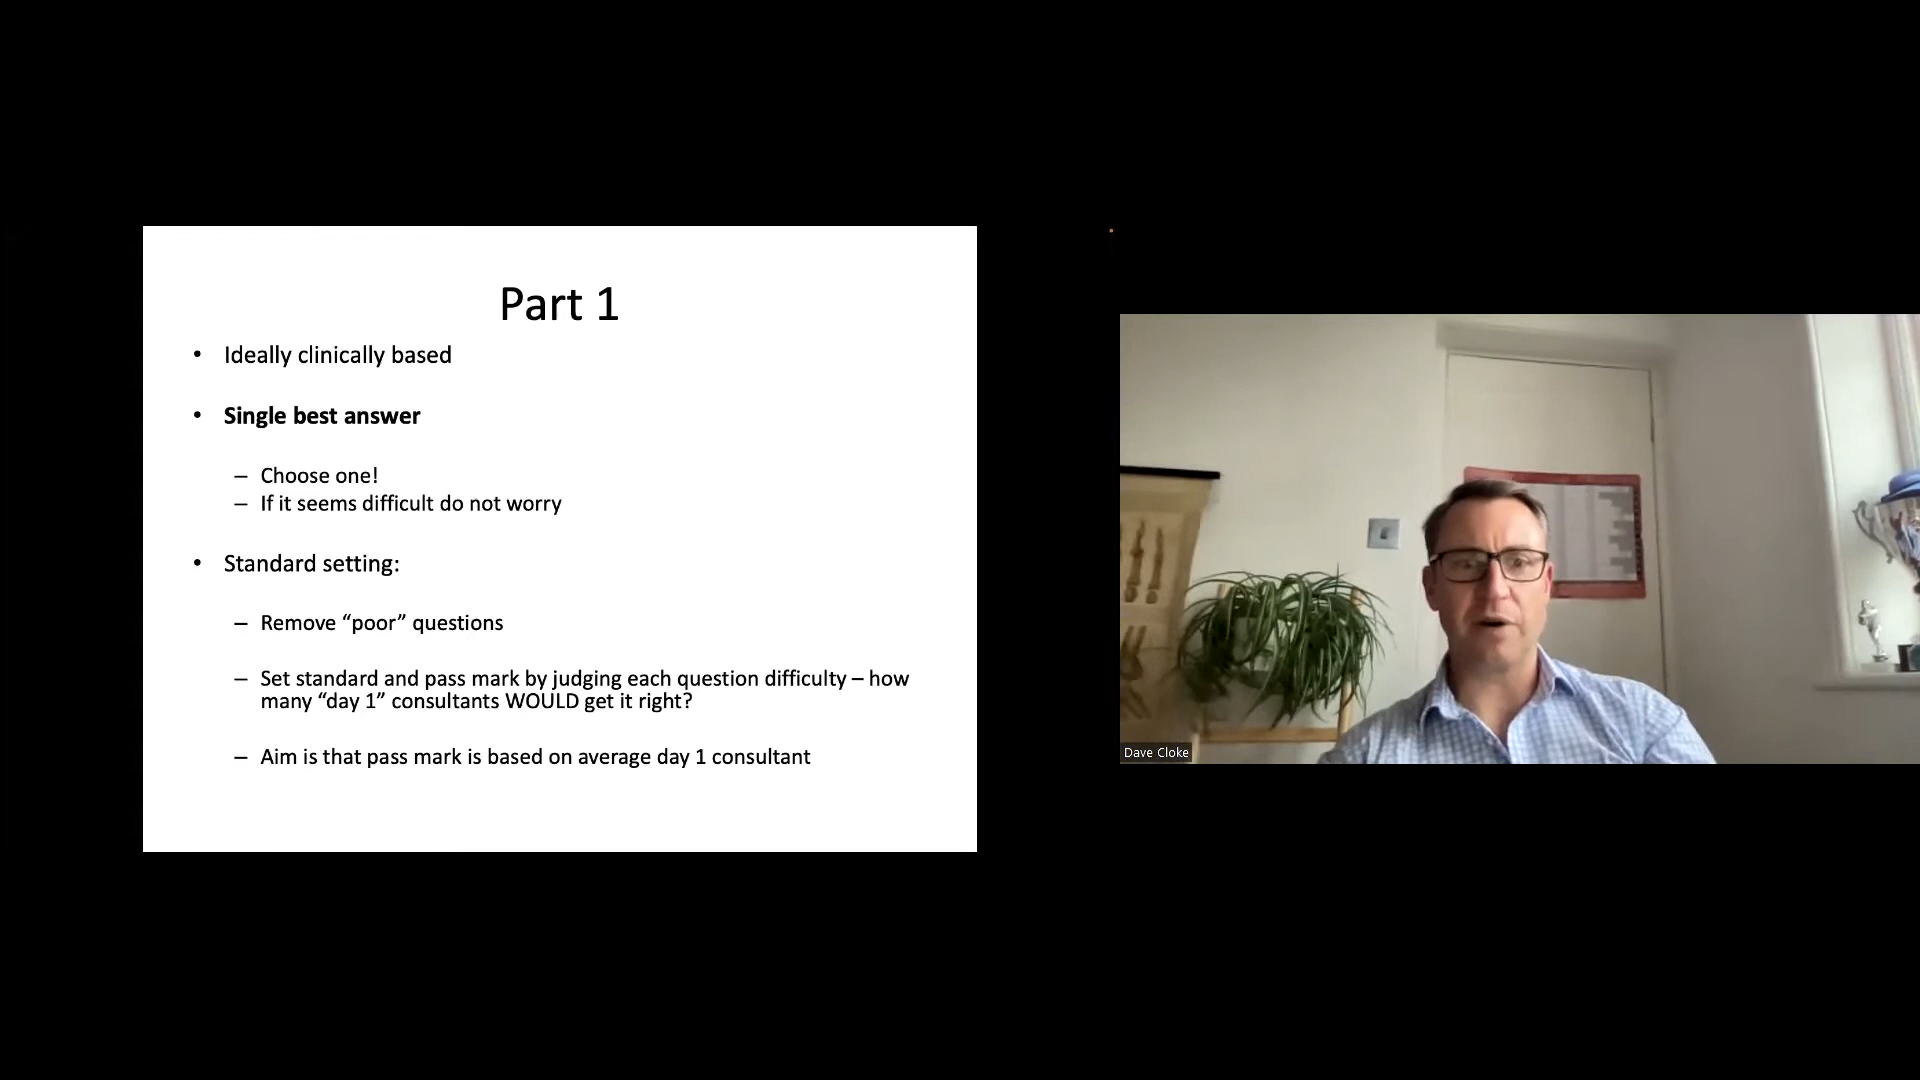 Part 1
• Ideally clinically based
• Single best answer
– Choose one!
– If it seems difficult do not worry
• Standard setting:
– Remove “poor” questions
– Set standard and pass mark by judging each question difficulty – how
many “day 1” consultants WOULD get it right?
– Aim is that pass mark is based on average day 1 consultant
Dave Cloke